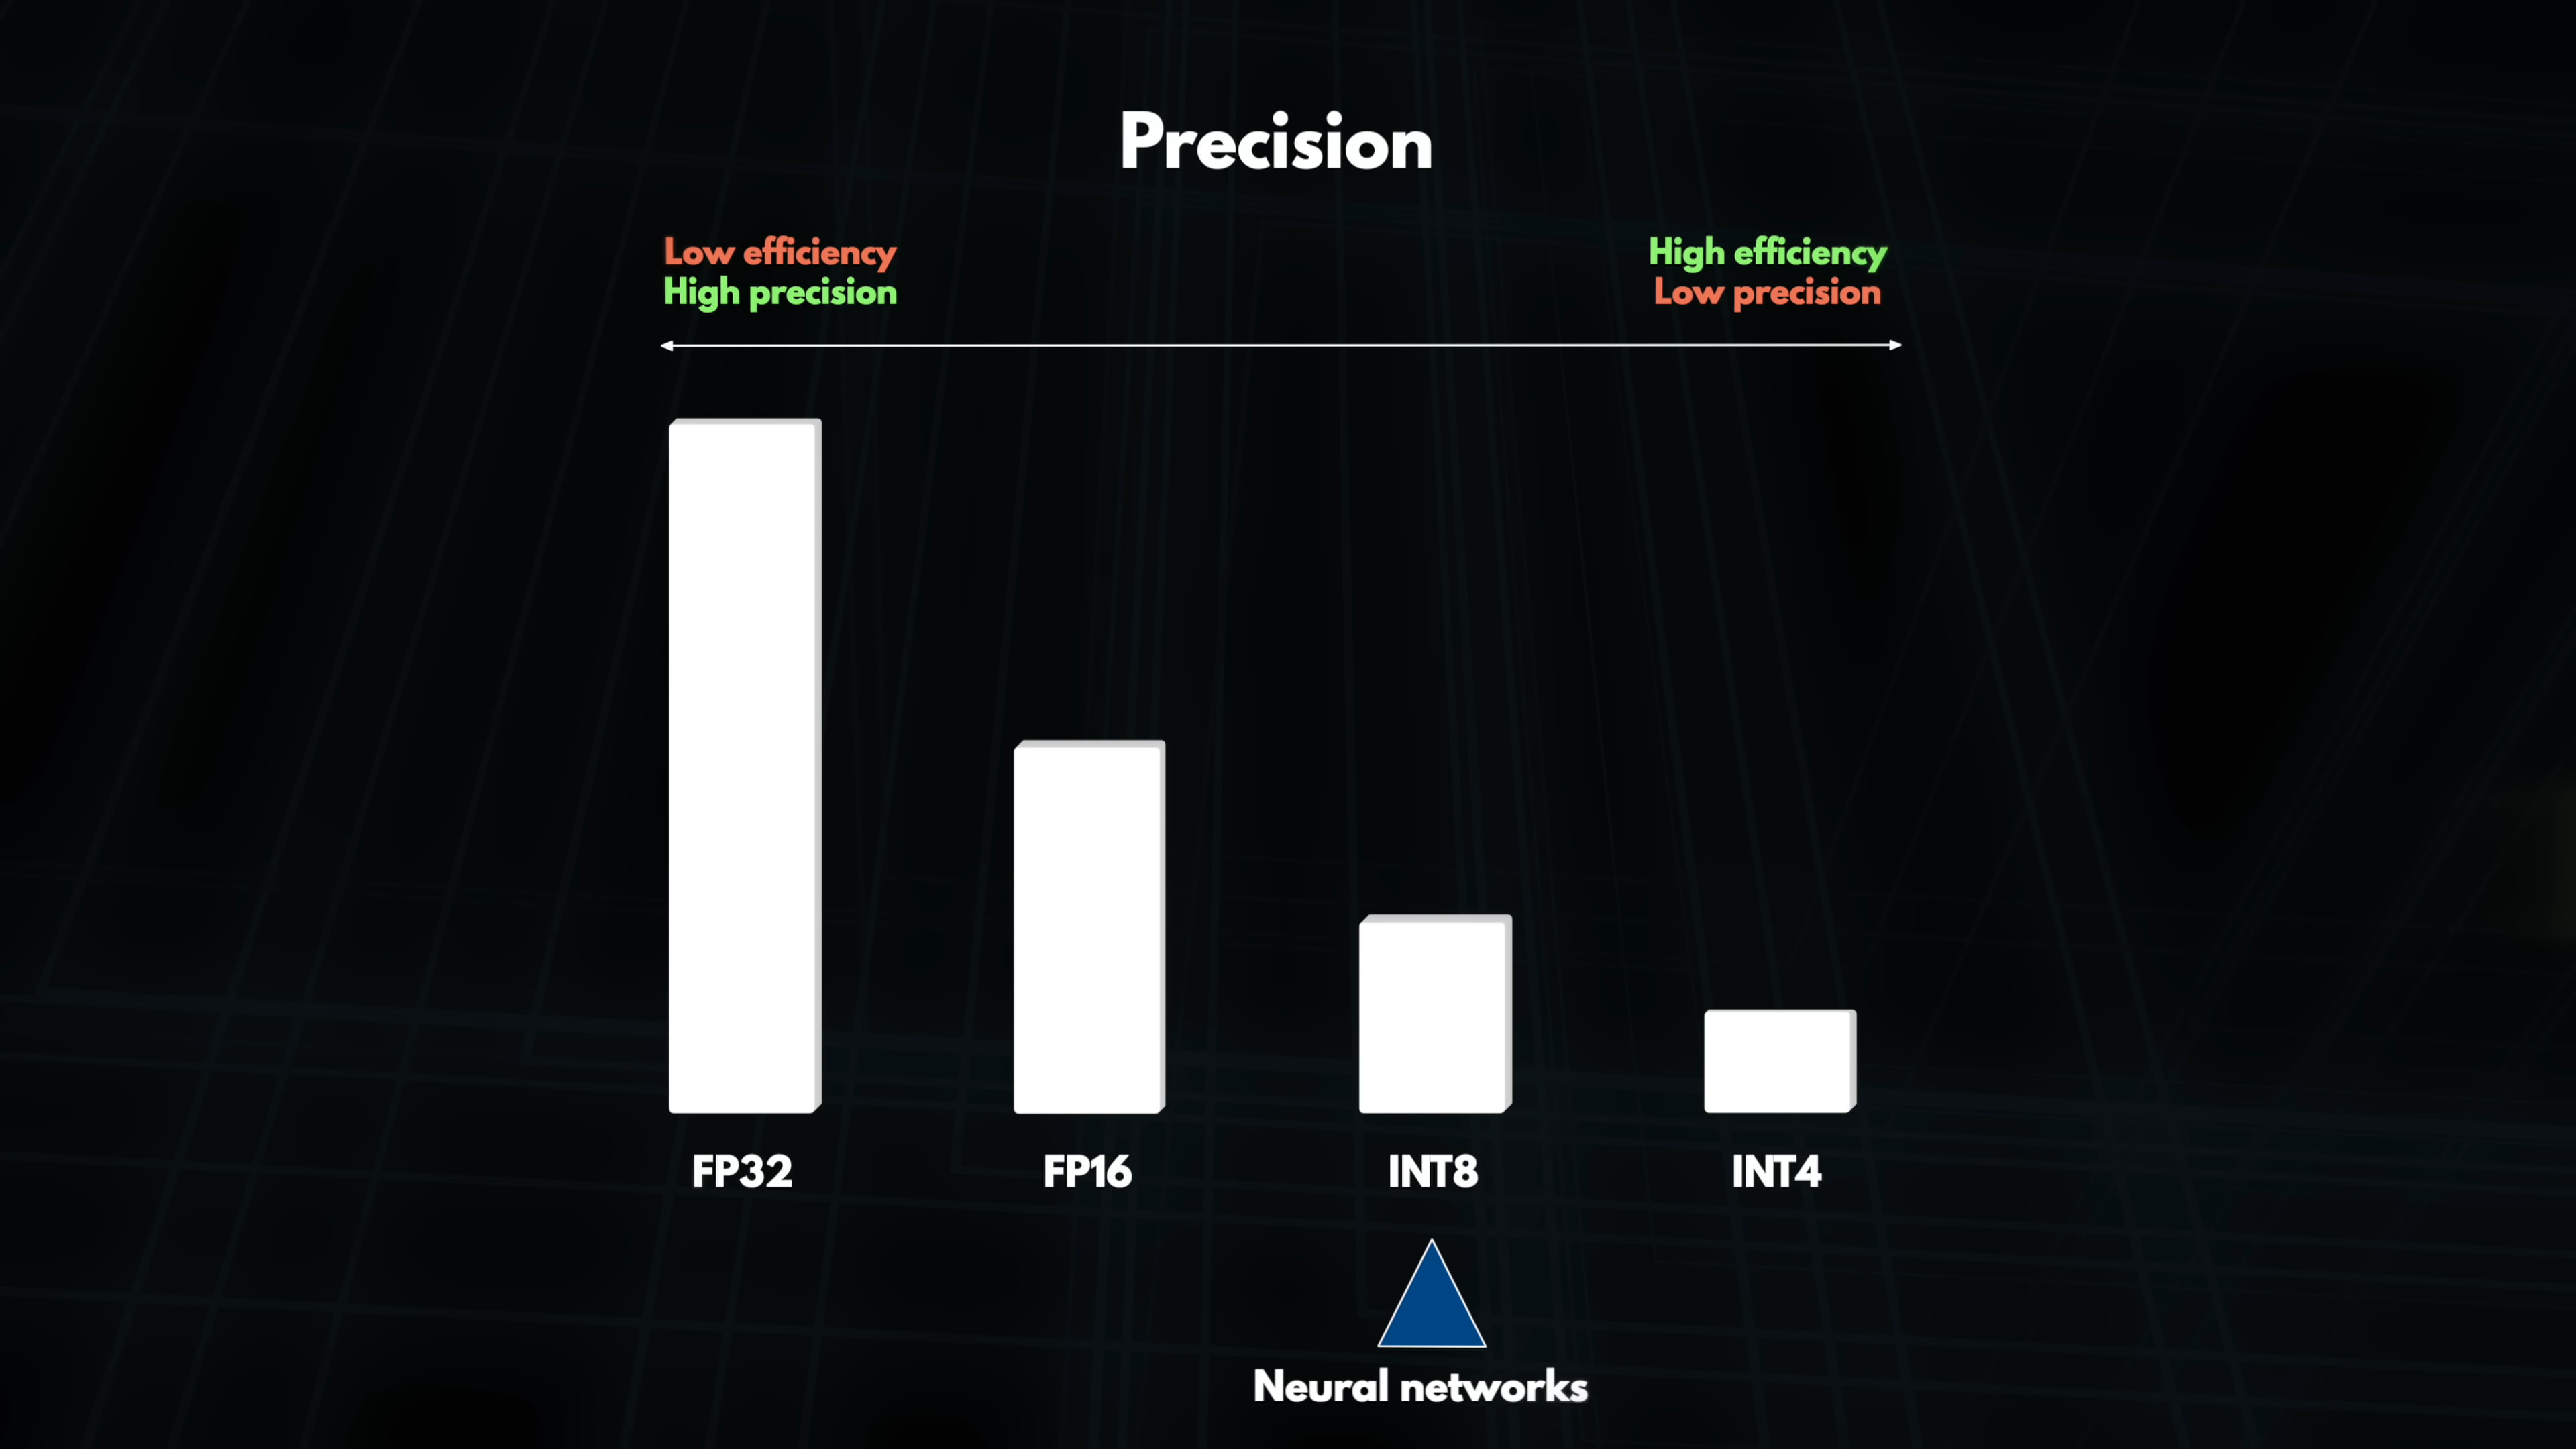 Precision
Low efficiency
High precision
High efficiency
Low precision
FP32
FP16
INT8
INT4
Neural networks